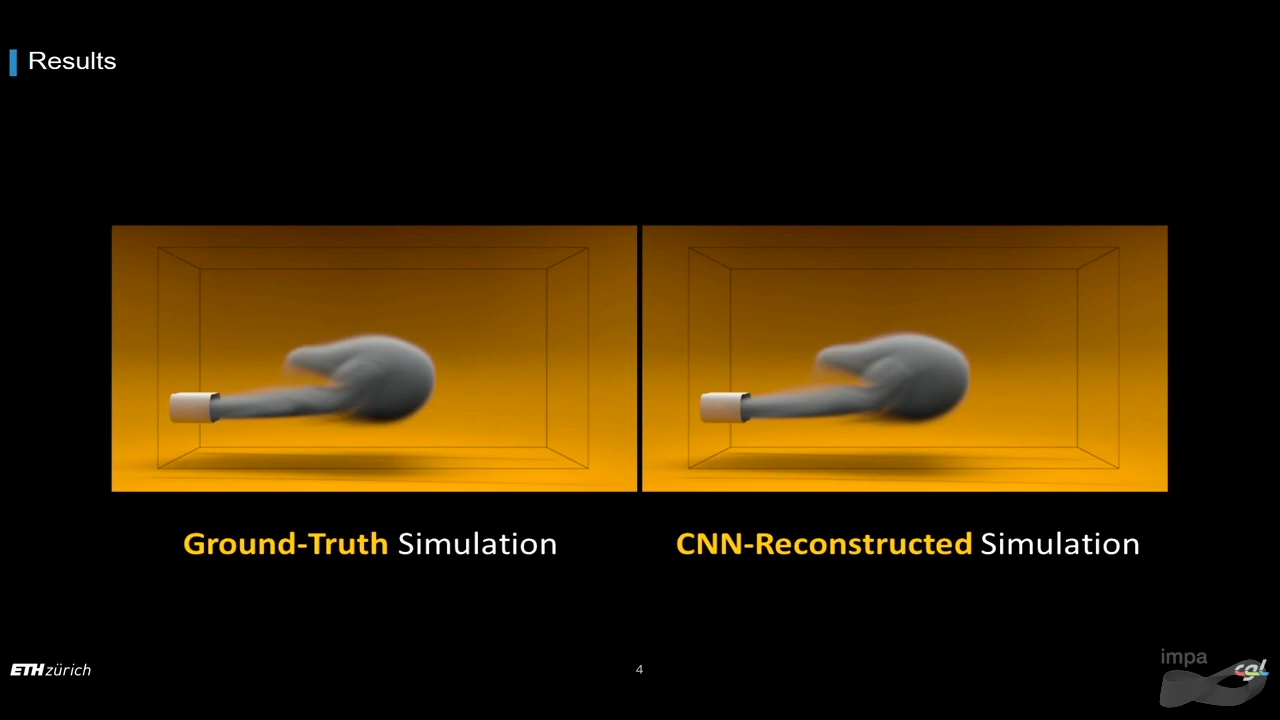 Results
Ground-Truth Simulation
CNN-Reconstructed Simulation
ETH zürich
4
impa
cgl